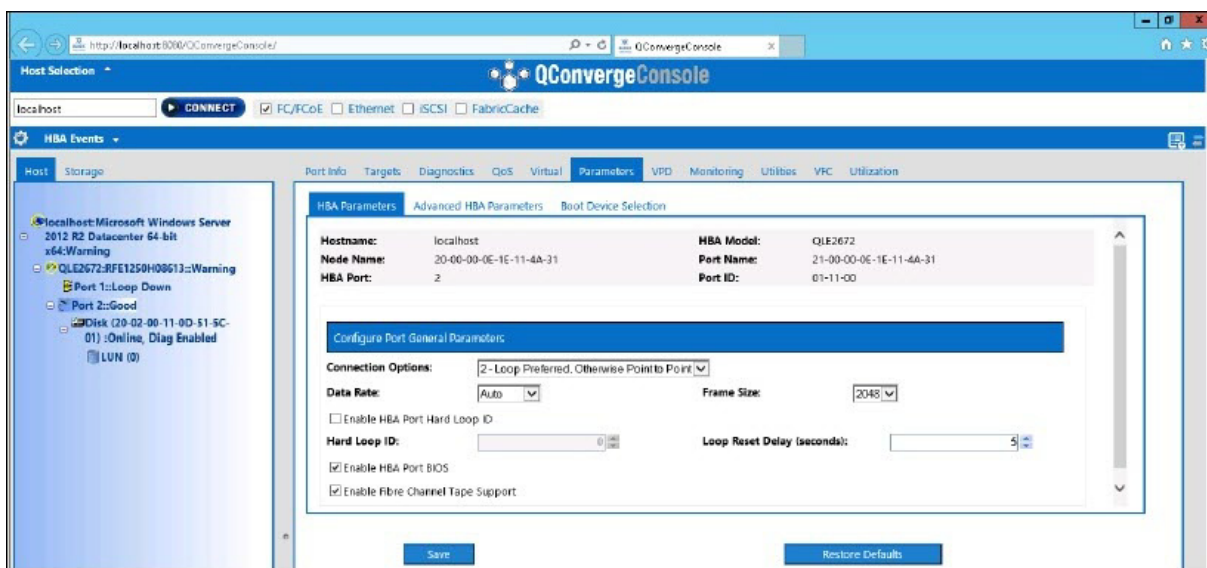 http://localhost:8080/QConvergeConsole/
QConvergeConsole
Host Selection
QConvergeConsole
localhost
CONNECT
FC/FCoE Ethernet iSCSI FabricCache
HBA Events
Host Storage
Port Info Targets Diagnostics QoS Virtual Parameters VPD Monitoring Utilities VFC Utilization
HBA Parameters Advanced HBA Parameters Boot Device Selection
localhost:Microsoft Windows Server
2012 R2 Datacenter 64-bit
x64:Warning
QLE2672:RFE1250H08613::Warning
Port 1::Loop Down
Port 2::Good
Disk (20-02-00-11-0D-51-5C-
01) :Online, Diag Enabled
LUN (0)
Hostname: localhost HBA Model: QLE2672
Node Name: 20-00-00-0E-1E-11-4A-31 Port Name: 21-00-00-0E-1E-11-4A-31
HBA Port: 2 Port ID: 01-11-00
Configure Port General Parameters
Connection Options: 2 - Loop Preferred, Otherwise Point to Point
Data Rate: Auto Frame Size: 2048
Enable HBA Port Hard Loop ID
Hard Loop ID: 0 Loop Reset Delay (seconds): 5
Enable HBA Port BIOS
Enable Fibre Channel Tape Support
Save Restore Defaults